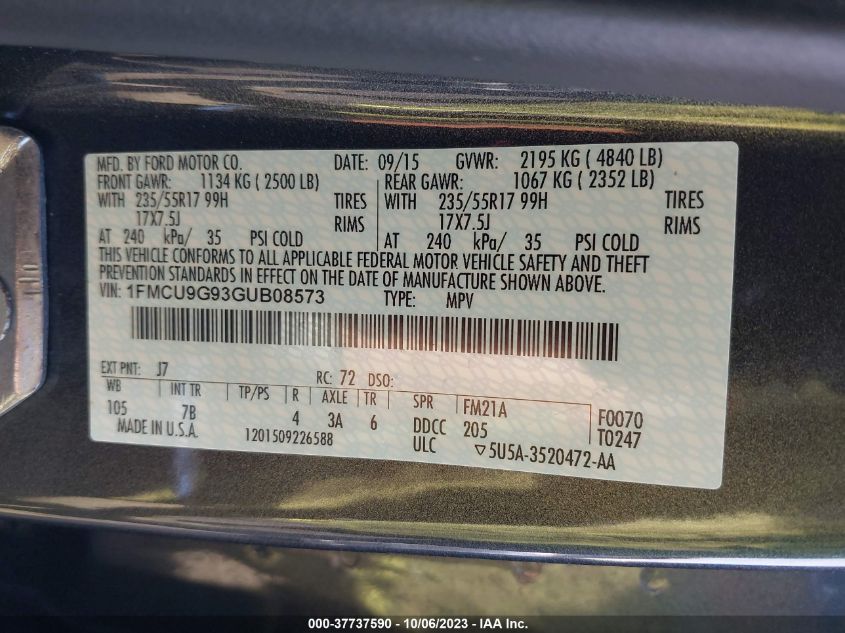 MFD. BY FORD MOTOR CO. DATE: 09/15 GVWR: 2195 KG ( 4840 LB)
FRONT GAWR: 1134 KG ( 2500 LB) REAR GAWR: 1067 KG ( 2352 LB)
WITH 235/55R17 99H TIRES WITH 235/55R17 99H TIRES
17X7.5J RIMS 17X7.5J RIMS
AT 240 kPa/ 35 PSI COLD AT 240 kPa/ 35 PSI COLD
THIS VEHICLE CONFORMS TO ALL APPLICABLE FEDERAL MOTOR VEHICLE SAFETY AND THEFT
PREVENTION STANDARDS IN EFFECT ON THE DATE OF MANUFACTURE SHOWN ABOVE.
VIN: 1FMCU9G93GUB08573 TYPE: MPV
EXT PNT: J7 RC: 72 DSO:
WB INT TR TP/PS R AXLE TR SPR FM21A F0070
105 7B 4 3A 6 DDCC 205 T0247
MADE IN U.S.A. 1201509226588 ULC ▽5U5A-3520472-AA
000-37737590 - 10/06/2023 - IAA Inc.